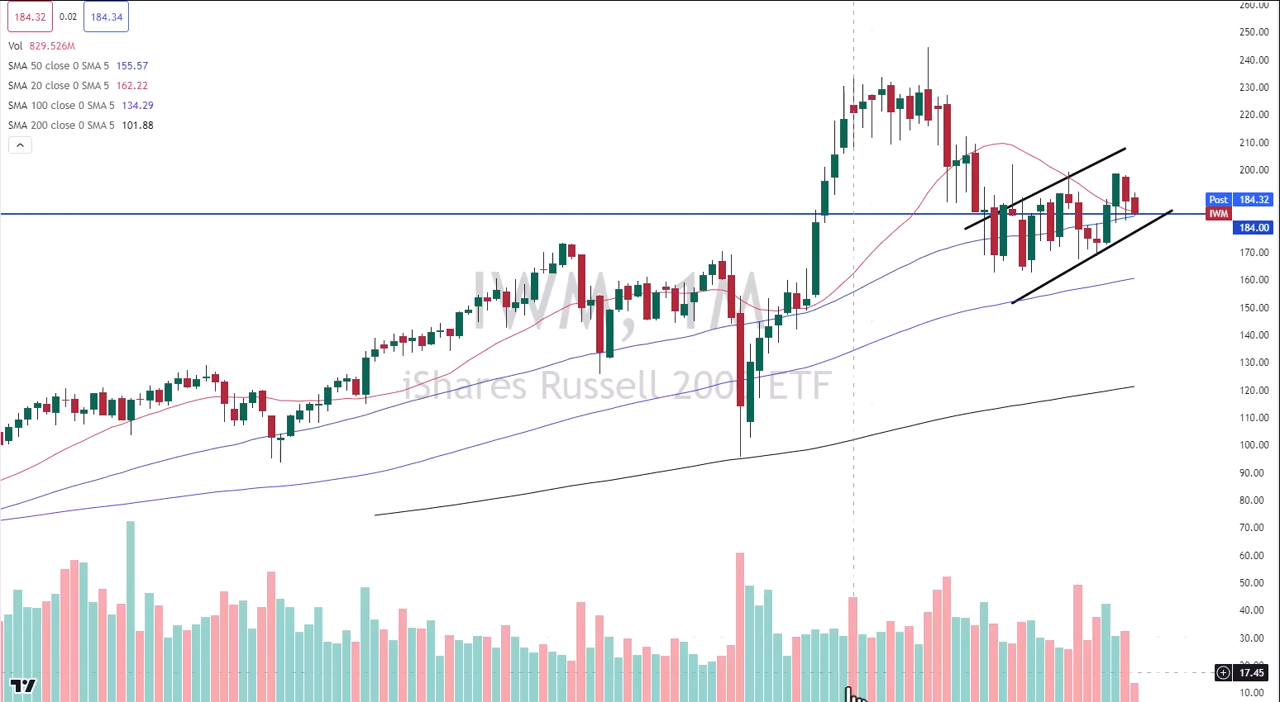 184.32 0.02 184.34
Vol 829.526M
SMA 50 close 0 SMA 5 155.57
SMA 20 close 0 SMA 5 162.22
SMA 100 close 0 SMA 5 134.29
SMA 200 close 0 SMA 5 101.88
IWM, 1M
iShares Russell 2000 ETF
260.00
250.00
240.00
230.00
220.00
210.00
200.00
Post 184.32
IWM
184.00
170.00
160.00
150.00
140.00
130.00
120.00
110.00
100.00
90.00
80.00
70.00
60.00
50.00
40.00
30.00
17.45
10.00